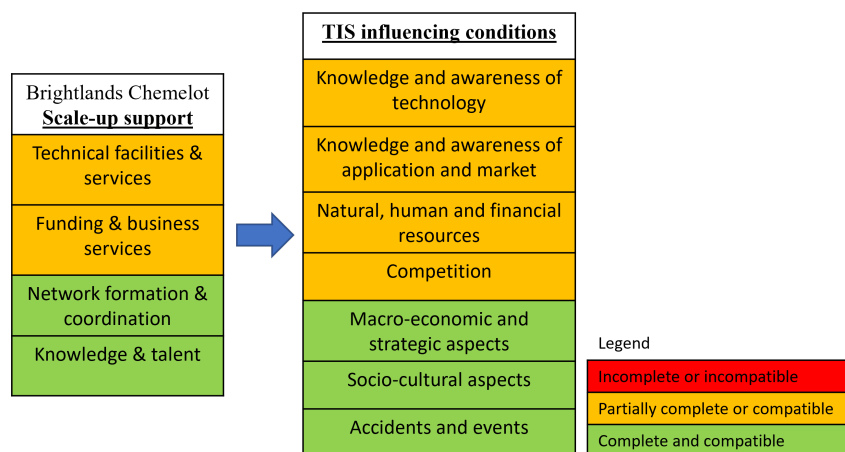 Brightlands Chemelot
Scale-up support
Technical facilities &
services
Funding & business
services
Network formation &
coordination
Knowledge & talent
TIS influencing conditions
Knowledge and awareness of
technology
Knowledge and awareness of
application and market
Natural, human and financial
resources
Competition
Macro-economic and
strategic aspects
Socio-cultural aspects
Accidents and events
Legend
Incomplete or incompatible
Partially complete or compatible
Complete and compatible